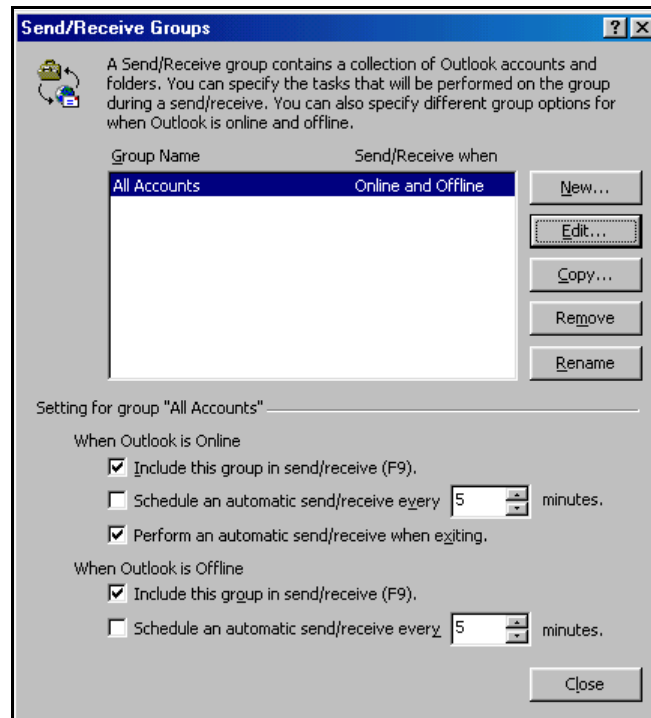 Send/Receive Groups
A Send/Receive group contains a collection of Outlook accounts and
folders. You can specify the tasks that will be performed on the group
during a send/receive. You can also specify different group options for
when Outlook is online and offline.
Group Name Send/Receive when
All Accounts Online and Offline
New...
Edit...
Copy...
Remove
Rename
Setting for group "All Accounts"
When Outlook is Online
Include this group in send/receive (F9).
Schedule an automatic send/receive every 5 minutes.
Perform an automatic send/receive when exiting.
When Outlook is Offline
Include this group in send/receive (F9).
Schedule an automatic send/receive every 5 minutes.
Close